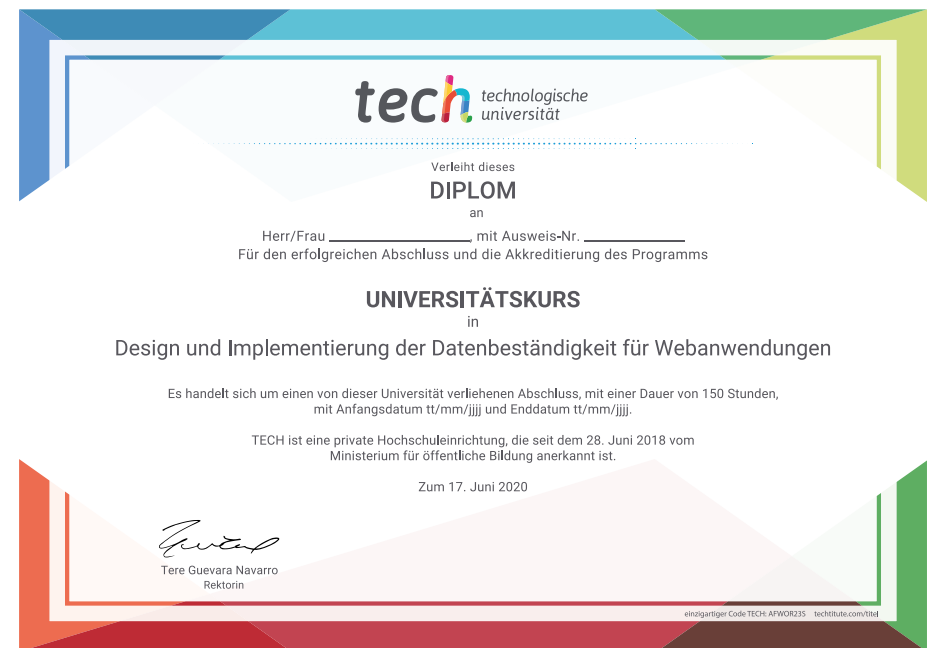 tech technologische
universität
Verleiht dieses
DIPLOM
an
Herr/Frau ____________________, mit Ausweis-Nr. ______________
Für den erfolgreichen Abschluss und die Akkreditierung des Programms
UNIVERSITÄTSKURS
in
Design und Implementierung der Datenbeständigkeit für Webanwendungen
Es handelt sich um einen von dieser Universität verliehenen Abschluss, mit einer Dauer von 150 Stunden,
mit Anfangsdatum tt/mm/jjjj und Enddatum tt/mm/jjjj.
TECH ist eine private Hochschuleinrichtung, die seit dem 28. Juni 2018 vom
Ministerium für öffentliche Bildung anerkannt ist.
Zum 17. Juni 2020
Tere Guevara Navarro
Rektorin
einzigartiger Code TECH: AFWOR23S techtitute.com/titel